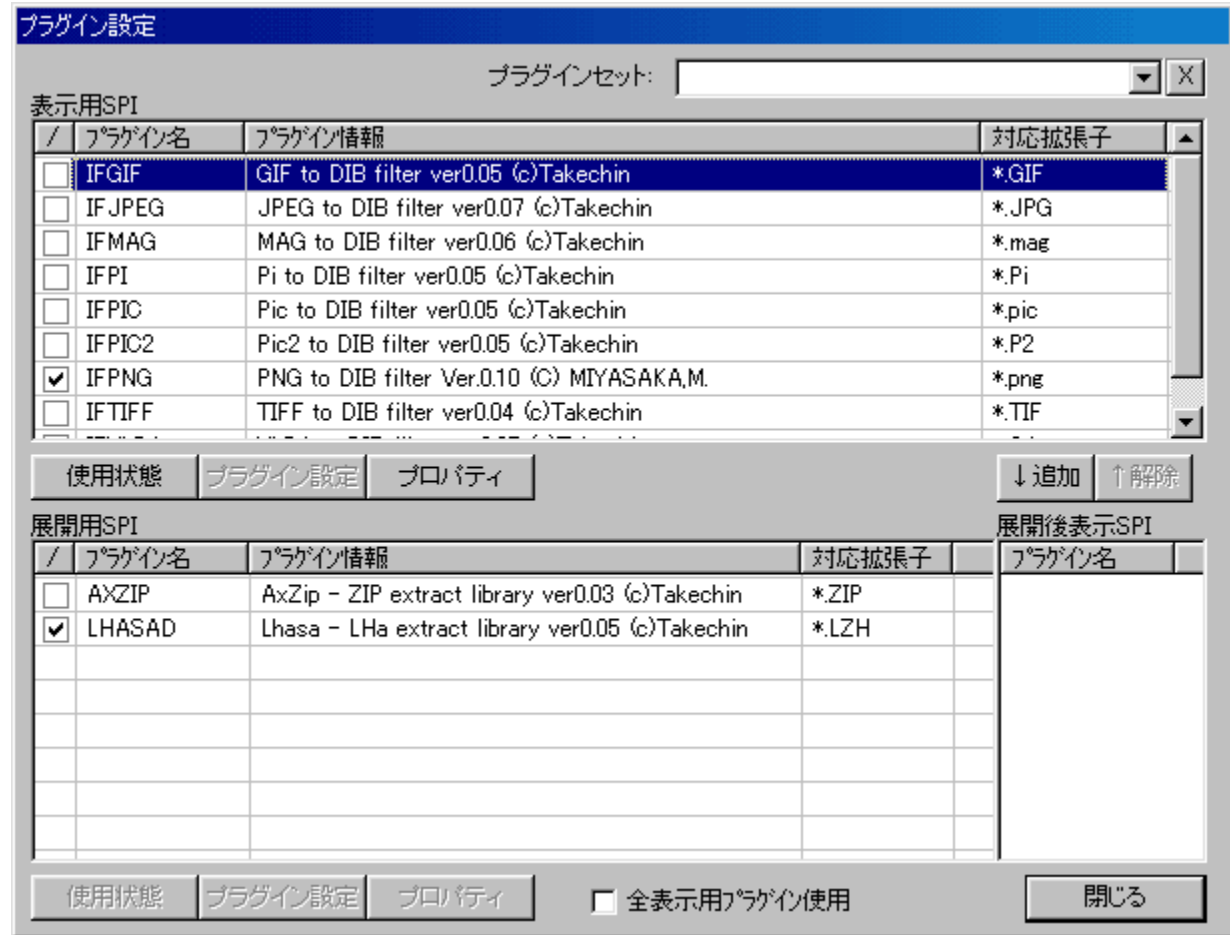 プラグイン設定
プラグインセット: X
表示用SPI
/ プラグイン名 プラグイン情報 対応拡張子
IFGIF GIF to DIB filter ver0.05 (c)Takechin *.GIF
IFJPEG JPEG to DIB filter ver0.07 (c)Takechin *.JPG
IFMAG MAG to DIB filter ver0.06 (c)Takechin *.mag
IFPI Pi to DIB filter ver0.05 (c)Takechin *.Pi
IFPIC Pic to DIB filter ver0.05 (c)Takechin *.pic
IFPIC2 Pic2 to DIB filter ver0.05 (c)Takechin *.P2
IFPNG PNG to DIB filter Ver.0.10 (C) MIYASAKA,M. *.png
IFTIFF TIFF to DIB filter ver0.04 (c)Takechin *.TIF
使用状態 プラグイン設定 プロパティ ↓追加 ↑解除
展開用SPI 展開後表示SPI
/ プラグイン名 プラグイン情報 対応拡張子 プラグイン名
AXZIP AxZip - ZIP extract library ver0.03 (c)Takechin *.ZIP
LHASAD Lhasa - LHa extract library ver0.05 (c)Takechin *.LZH
使用状態 プラグイン設定 プロパティ 全表示用プラグイン使用 閉じる